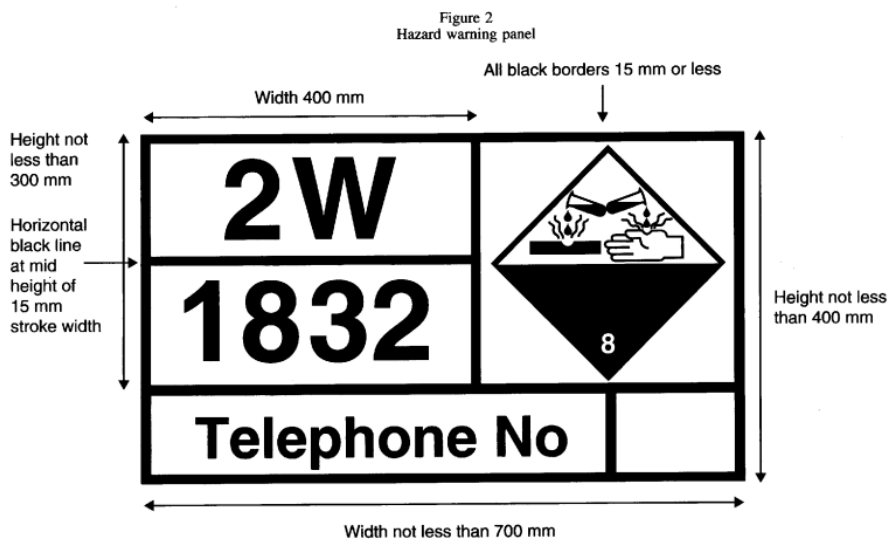 Figure 2
Hazard warning panel
All black borders 15 mm or less
Width 400 mm
Height not
less than
300 mm
Horizontal
black line
at mid
height of
15 mm
stroke width
2W
1832
8
Height not less
than 400 mm
Telephone No
Width not less than 700 mm